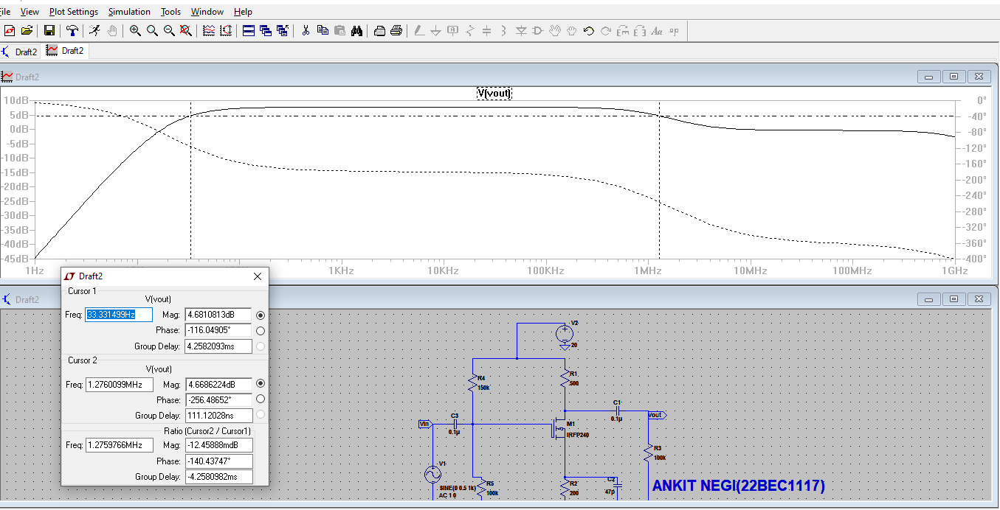 File View Plot Settings Simulation Tools Window Help
Draft2 Draft2
Draft2
V(vout)
10dB 0°
5dB -40°
0dB -80°
-5dB -120°
-10dB -160°
-15dB -200°
-20dB -240°
-25dB -280°
-30dB -320°
-35dB -360°
-40dB -400°
-45dB
1Hz 1KHz 10KHz 100KHz 1MHz 10MHz 100MHz 1GHz
Draft2
Cursor 1
V(vout)
Freq: 33.331499Hz Mag: 4.6810813dB
Phase: -116.04905°
Group Delay: 4.2582093ms
Cursor 2
V(vout)
Freq: 1.2760099MHz Mag: 4.6686224dB
Phase: -256.48652°
Group Delay: 111.12028ns
Ratio (Cursor2 / Cursor1)
Freq: 1.2759766MHz Mag: -12.45888mdB
Phase: -140.43747°
Group Delay: -4.2580982ms
Draft2
V2
20
R4
150k
R1
500
C1
0.1µ
Vout
C3
0.1µ
Vin
M1
IRFP240
R3
100k
V1
SINE(0 0.5 1k)
AC 1 0
R5
100k
R2
200
C2
47p
ANKIT NEGI(22BEC1117)